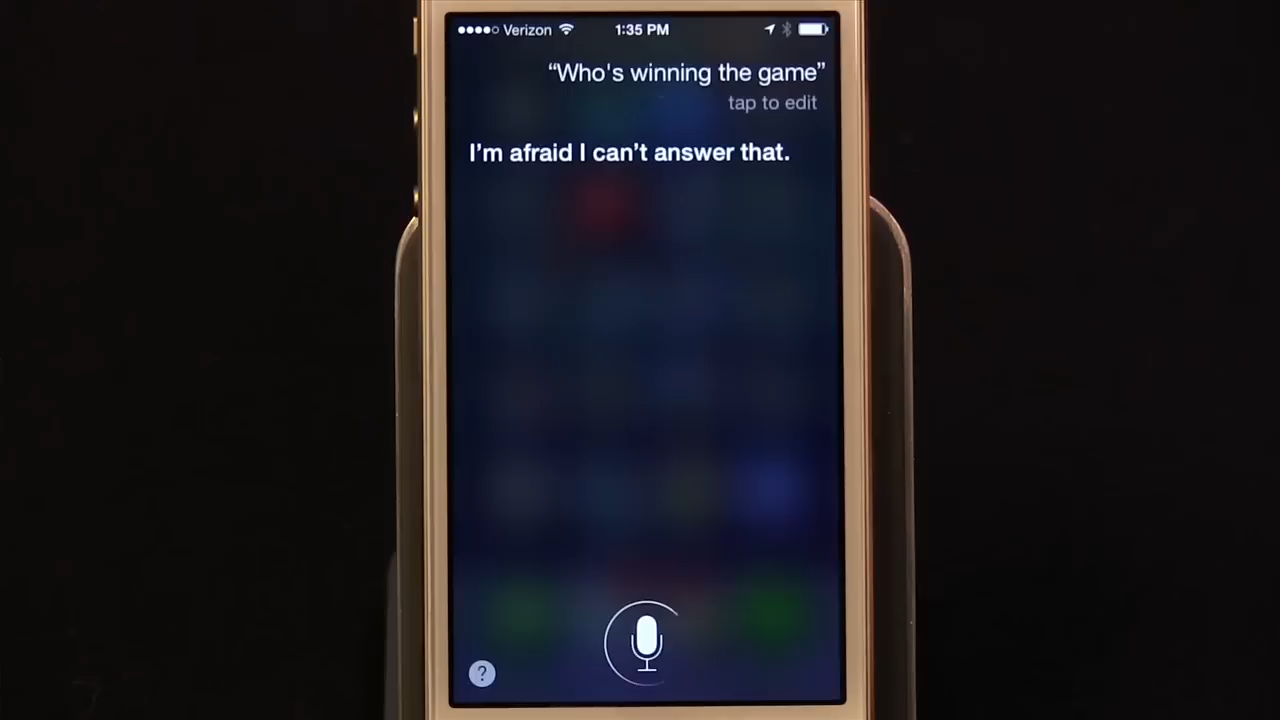 Verizon 1:35 PM
“Who's winning the game”
tap to edit
I’m afraid I can’t answer that.
?